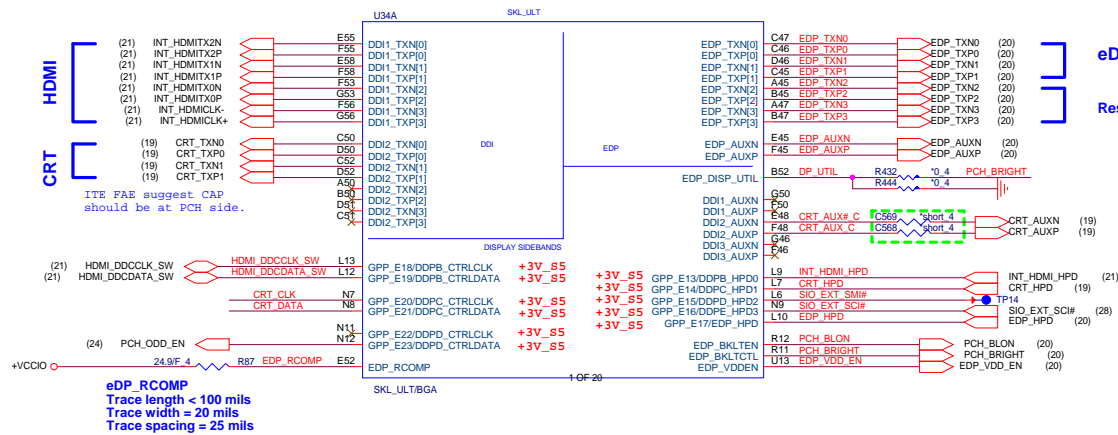 U34A
SKL_ULT
HDMI
(21) INT_HDMITX2N E55 DDI1_TXN[0]
(21) INT_HDMITX2P F55 DDI1_TXP[0]
(21) INT_HDMITX1N E58 DDI1_TXN[1]
(21) INT_HDMITX1P F58 DDI1_TXP[1]
(21) INT_HDMITX0N F53 DDI1_TXN[2]
(21) INT_HDMITX0P G53 DDI1_TXP[2]
(21) INT_HDMICLK- F56 DDI1_TXN[3]
(21) INT_HDMICLK+ G56 DDI1_TXP[3]
CRT
(19) CRT_TXN0 C50 DDI2_TXN[0]
(19) CRT_TXP0 D50 DDI2_TXP[0]
(19) CRT_TXN1 C52 DDI2_TXN[1]
(19) CRT_TXP1 D52 DDI2_TXP[1]
A50 DDI2_TXN[2]
B50 DDI2_TXP[2]
D51 DDI2_TXN[3]
C51 DDI2_TXP[3]
ITE FAE suggest CAP
should be at PCH side.
DDI
EDP
EDP_TXN[0] C47 EDP_TXN0 EDP_TXN0 (20)
EDP_TXP[0] C46 EDP_TXP0 EDP_TXP0 (20)
EDP_TXN[1] D46 EDP_TXN1 EDP_TXN1 (20)
EDP_TXP[1] C45 EDP_TXP1 EDP_TXP1 (20)
EDP_TXN[2] A45 EDP_TXN2 EDP_TXN2 (20)
EDP_TXP[2] B45 EDP_TXP2 EDP_TXP2 (20)
EDP_TXN[3] A47 EDP_TXN3 EDP_TXN3 (20)
EDP_TXP[3] B47 EDP_TXP3 EDP_TXP3 (20)
eD
Res
EDP_AUXN E45 EDP_AUXN EDP_AUXN (20)
EDP_AUXP F45 EDP_AUXP EDP_AUXP (20)
EDP_DISP_UTIL B52 DP_UTIL R432 *0_4 PCH_BRIGHT
R444 *0_4
DDI1_AUXN G50
DDI1_AUXP F50
DDI2_AUXN E48 CRT_AUX#_C C569 *short_4 CRT_AUXN (19)
DDI2_AUXP F48 CRT_AUX_C C568 *short_4 CRT_AUXP (19)
DDI3_AUXN G46
DDI3_AUXP F46
DISPLAY SIDEBANDS
(21) HDMI_DDCCLK_SW HDMI_DDCCLK_SW L13 GPP_E18/DDPB_CTRLCLK +3V_S5
(21) HDMI_DDCDATA_SW HDMI_DDCDATA_SW L12 GPP_E19/DDPB_CTRLDATA +3V_S5
CRT_CLK N7 GPP_E20/DDPC_CTRLCLK +3V_S5
CRT_DATA N8 GPP_E21/DDPC_CTRLDATA +3V_S5
N11 GPP_E22/DDPD_CTRLCLK +3V_S5
(24) PCH_ODD_EN N12 GPP_E23/DDPD_CTRLDATA +3V_S5
+VCCIO 24.9/F_4 R87 EDP_RCOMP E52 EDP_RCOMP
+3V_S5 GPP_E13/DDPB_HPD0 L9 INT_HDMI_HPD INT_HDMI_HPD (21)
+3V_S5 GPP_E14/DDPC_HPD1 L7 CRT_HPD CRT_HPD (19)
+3V_S5 GPP_E15/DDPD_HPD2 L6 SIO_EXT_SMI# TP14
+3V_S5 GPP_E16/DDPE_HPD3 N9 SIO_EXT_SCI# SIO_EXT_SCI# (28)
+3V_S5 GPP_E17/EDP_HPD L10 EDP_HPD EDP_HPD (20)
EDP_BKLTEN R12 PCH_BLON PCH_BLON (20)
EDP_BKLTCTL R11 PCH_BRIGHT PCH_BRIGHT (20)
EDP_VDDEN U13 EDP_VDD_EN EDP_VDD_EN (20)
1 OF 20
SKL_ULT/BGA
eDP_RCOMP
Trace length < 100 mils
Trace width = 20 mils
Trace spacing = 25 mils